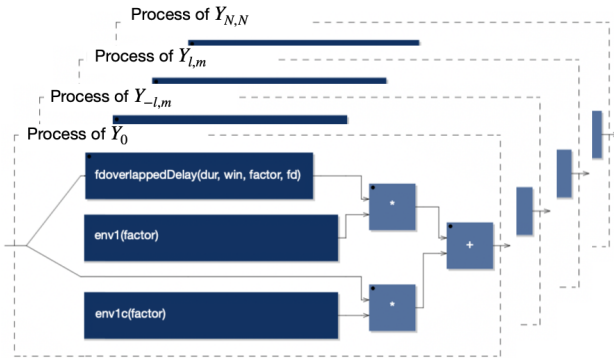 Process of Y_{N,N}
Process of Y_{l,m}
Process of Y_{-l,m}
Process of Y_0
fdoverlappedDelay(dur, win, factor, fd)
*
env1(factor)
+
env1c(factor)
*